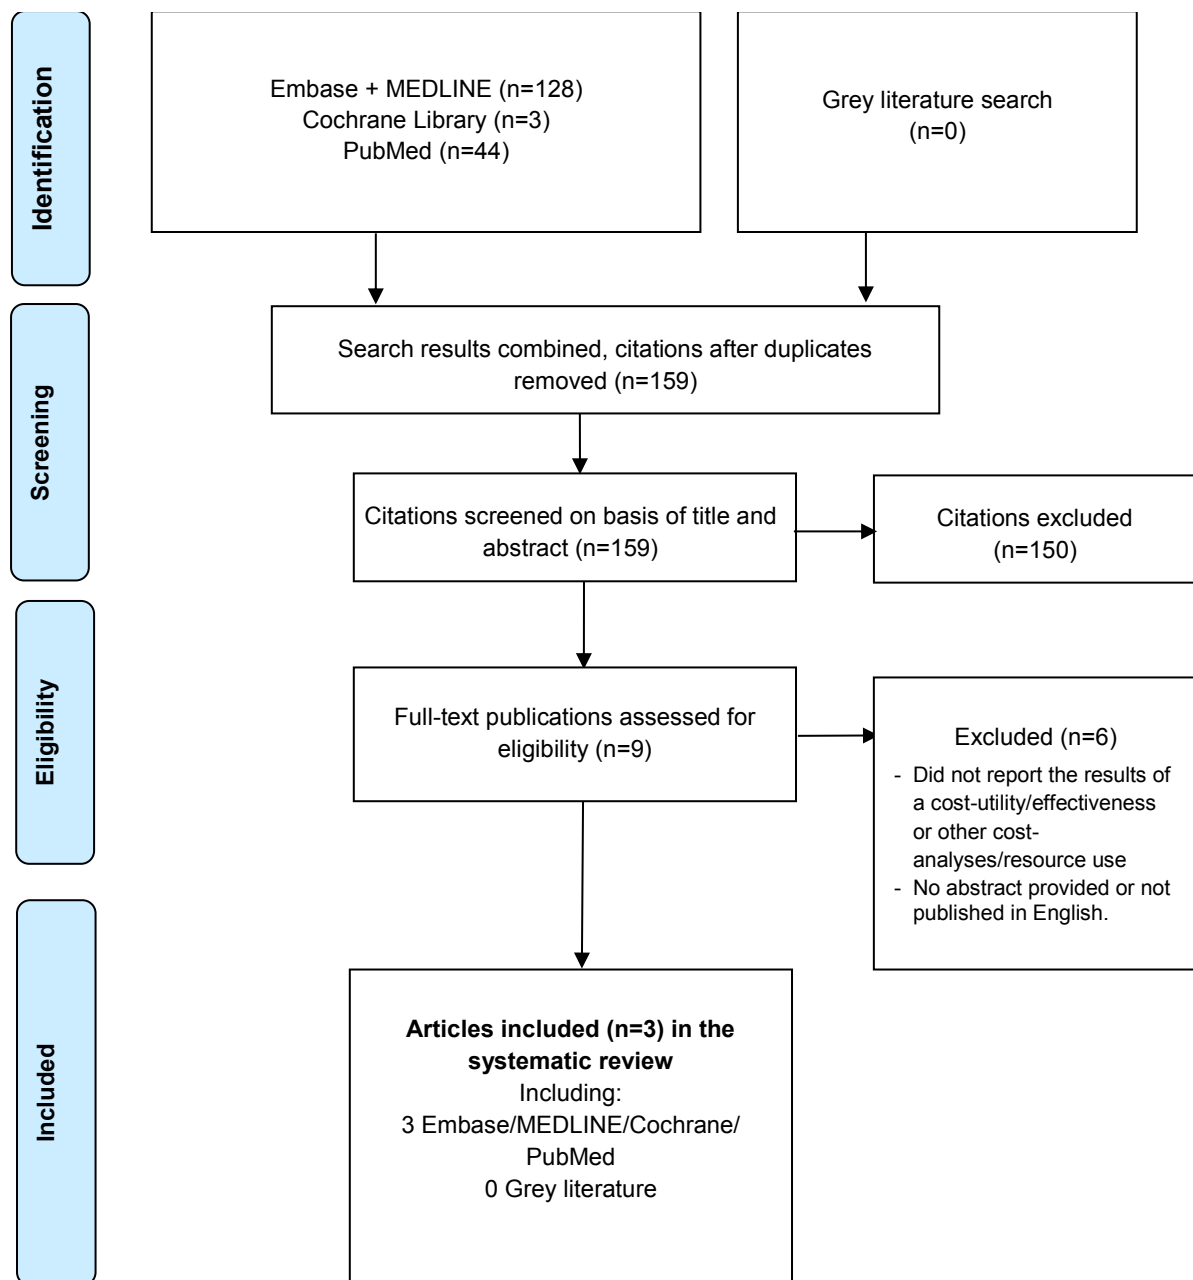 Identification
Embase + MEDLINE (n=128)
Cochrane Library (n=3)
PubMed (n=44)
Grey literature search
(n=0)
Screening
Search results combined, citations after duplicates
removed (n=159)
Citations screened on basis of title and
abstract (n=159)
Citations excluded
(n=150)
Eligibility
Full-text publications assessed for
eligibility (n=9)
Excluded (n=6)
- Did not report the results of
a cost-utility/effectiveness
or other cost-
analyses/resource use
- No abstract provided or not
published in English.
Included
Articles included (n=3) in the
systematic review
Including:
3 Embase/MEDLINE/Cochrane/
PubMed
0 Grey literature